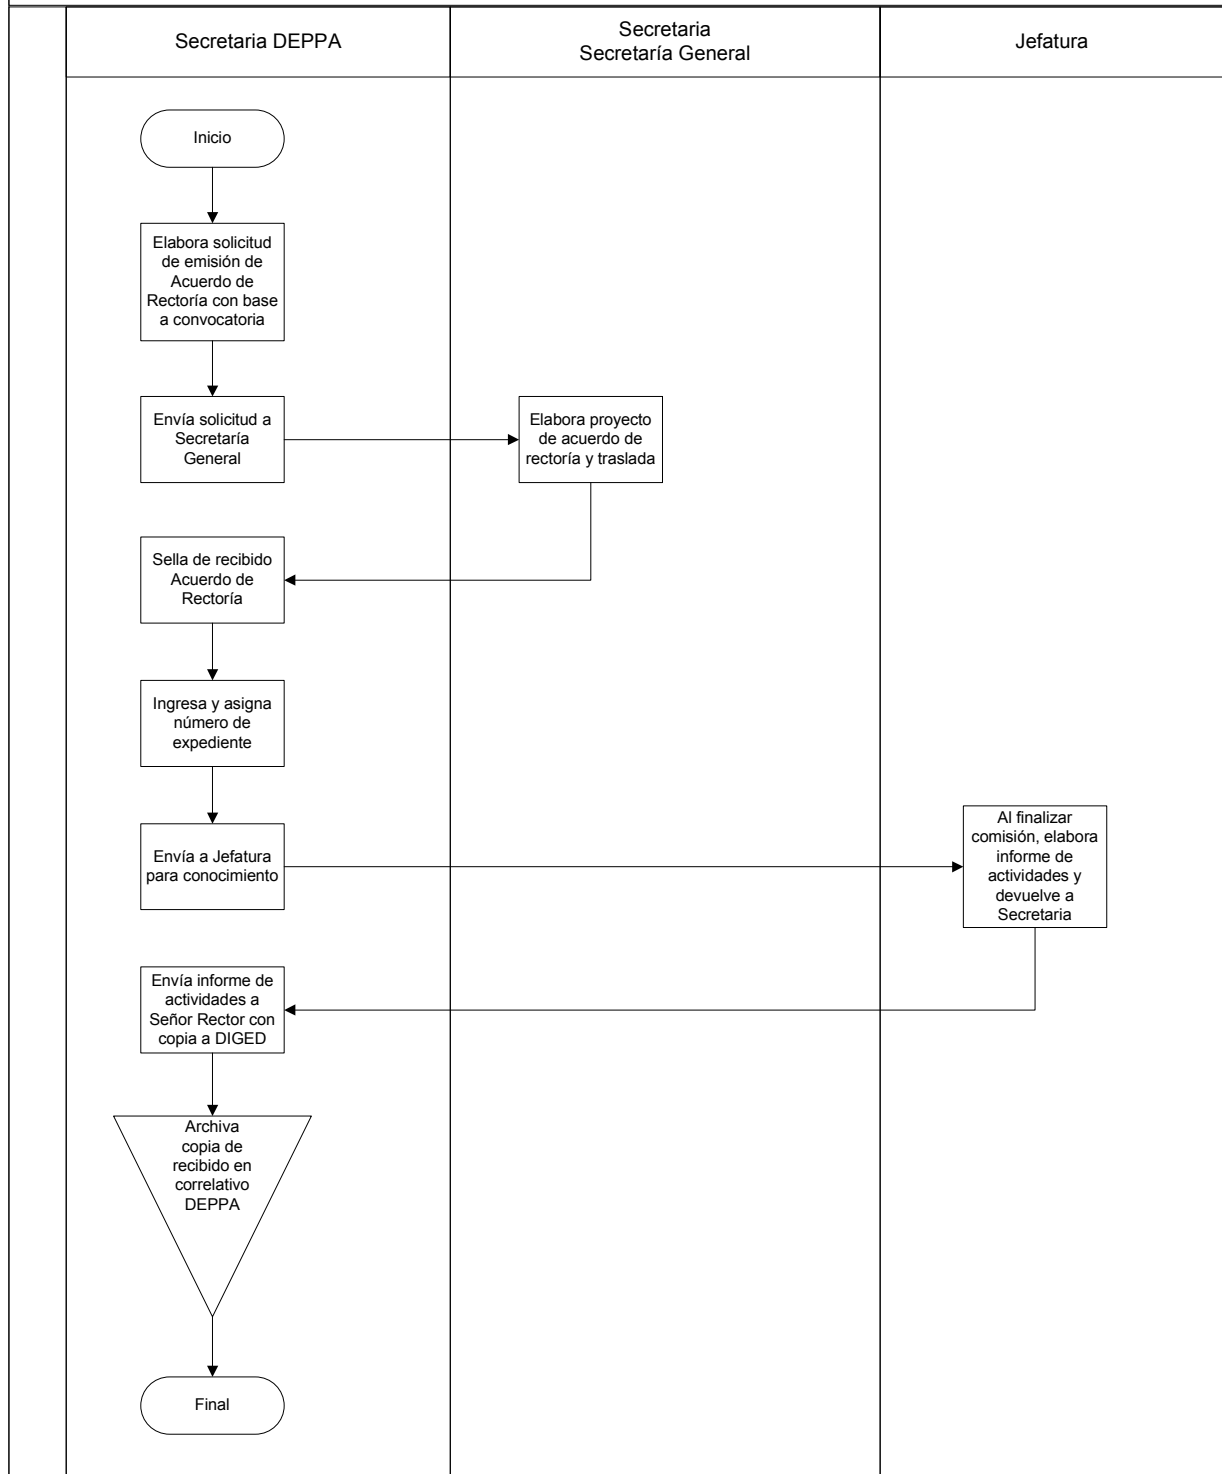 Secretaria DEPPA
Secretaria
Secretaría General
Jefatura
Inicio
Elabora solicitud
de emisión de
Acuerdo de
Rectoría con base
a convocatoria
Envía solicitud a
Secretaría
General
Elabora proyecto
de acuerdo de
rectoría y traslada
Sella de recibido
Acuerdo de
Rectoría
Ingresa y asigna
número de
expediente
Envía a Jefatura
para conocimiento
Al finalizar
comisión, elabora
informe de
actividades y
devuelve a
Secretaria
Envía informe de
actividades a
Señor Rector con
copia a DIGED
Archiva
copia de
recibido en
correlativo
DEPPA
Final